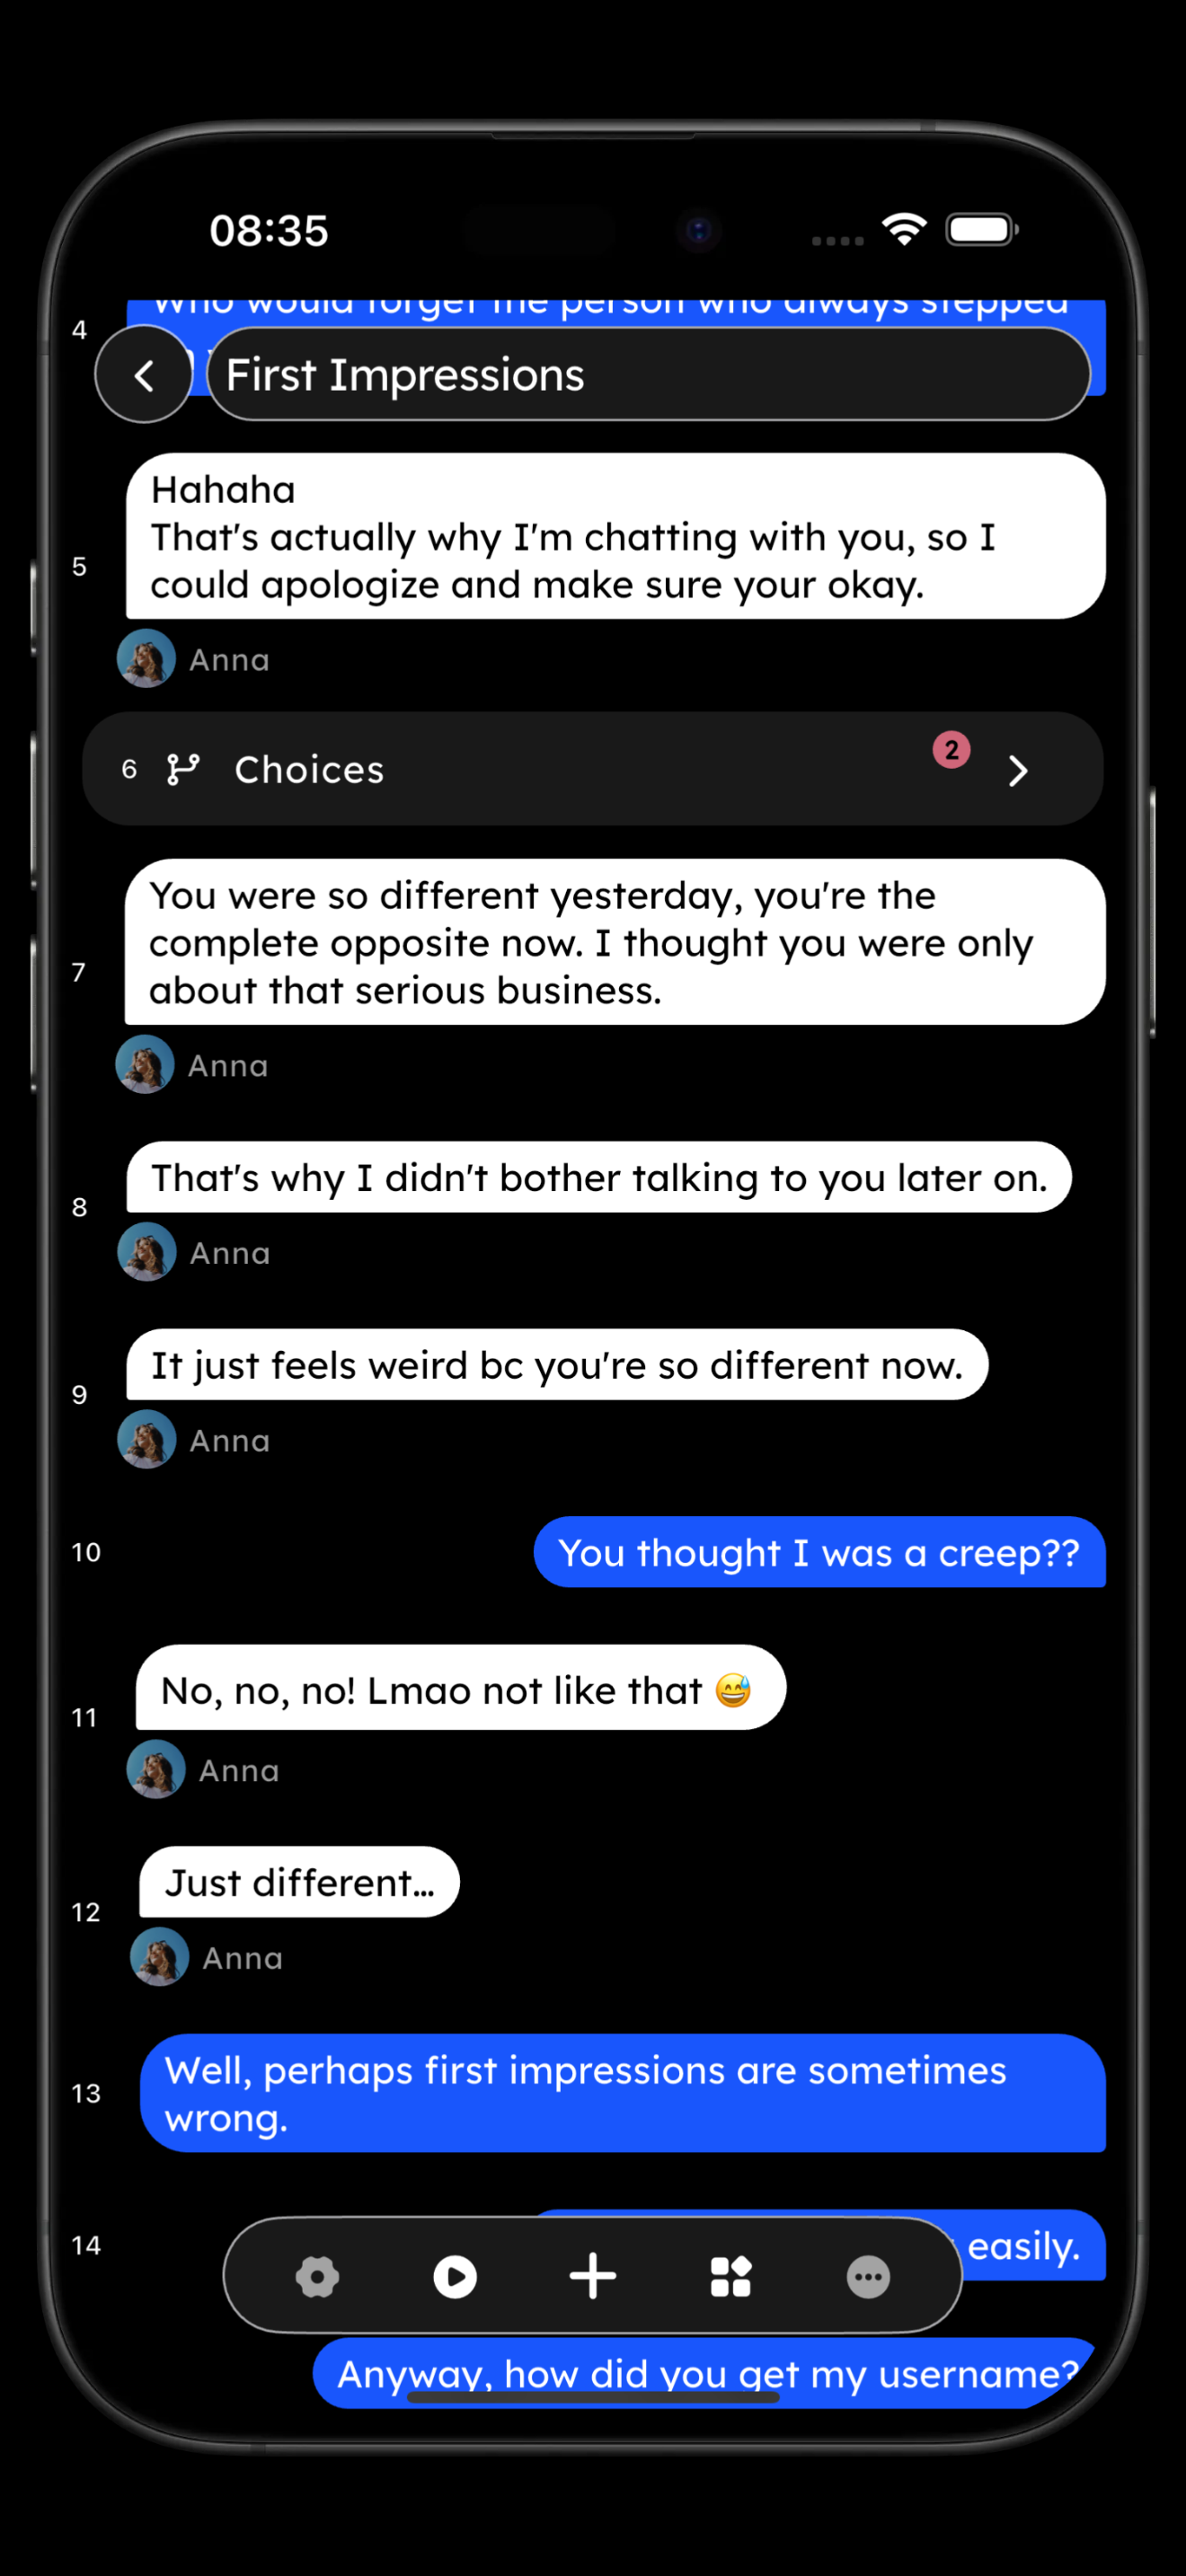 08:35
4
Who would forget the person who always stepped
First Impressions
Hahaha
That's actually why I'm chatting with you, so I
5
could apologize and make sure your okay.
Anna
6 Choices 2
You were so different yesterday, you're the
complete opposite now. I thought you were only
7
about that serious business.
Anna
That's why I didn't bother talking to you later on.
8
Anna
It just feels weird bc you're so different now.
9
Anna
10 You thought I was a creep??
No, no, no! Lmao not like that 😅
11
Anna
Just different...
12
Anna
Well, perhaps first impressions are sometimes
13
wrong.
14 easily.
Anyway, how did you get my username?